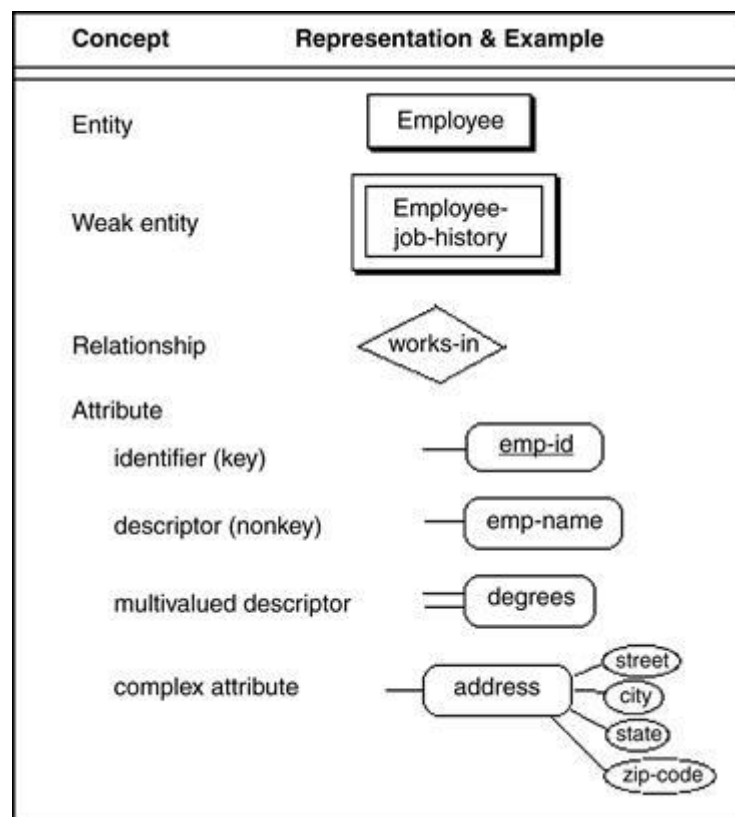 Concept Representation & Example
Entity Employee
Weak entity Employee-
job-history
Relationship works-in
Attribute
identifier (key) emp-id
descriptor (nonkey) emp-name
multivalued descriptor degrees
complex attribute address street
city
state
zip-code